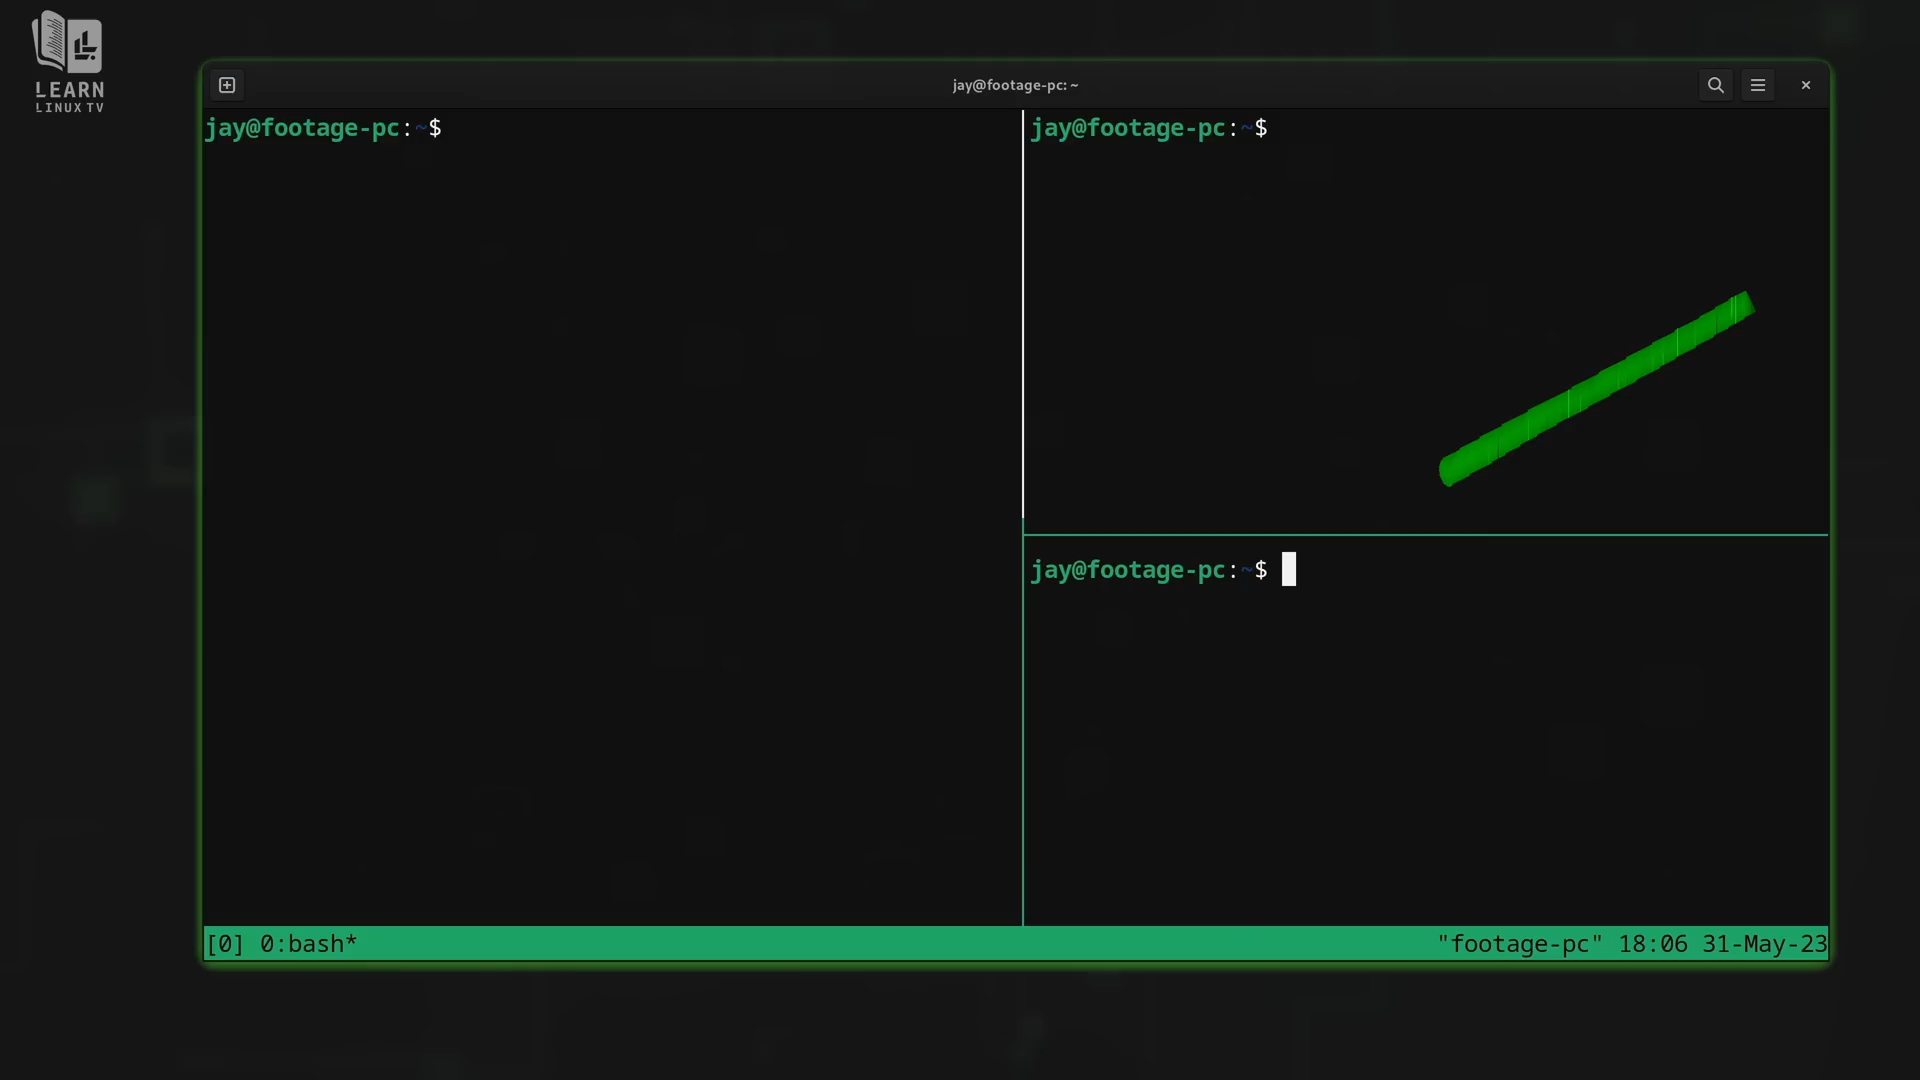 LEARN
LINUX TV
jay@footage-pc: ~
jay@footage-pc:~$
jay@footage-pc:~$
jay@footage-pc:~$
[0] 0:bash*
"footage-pc" 18:06 31-May-23